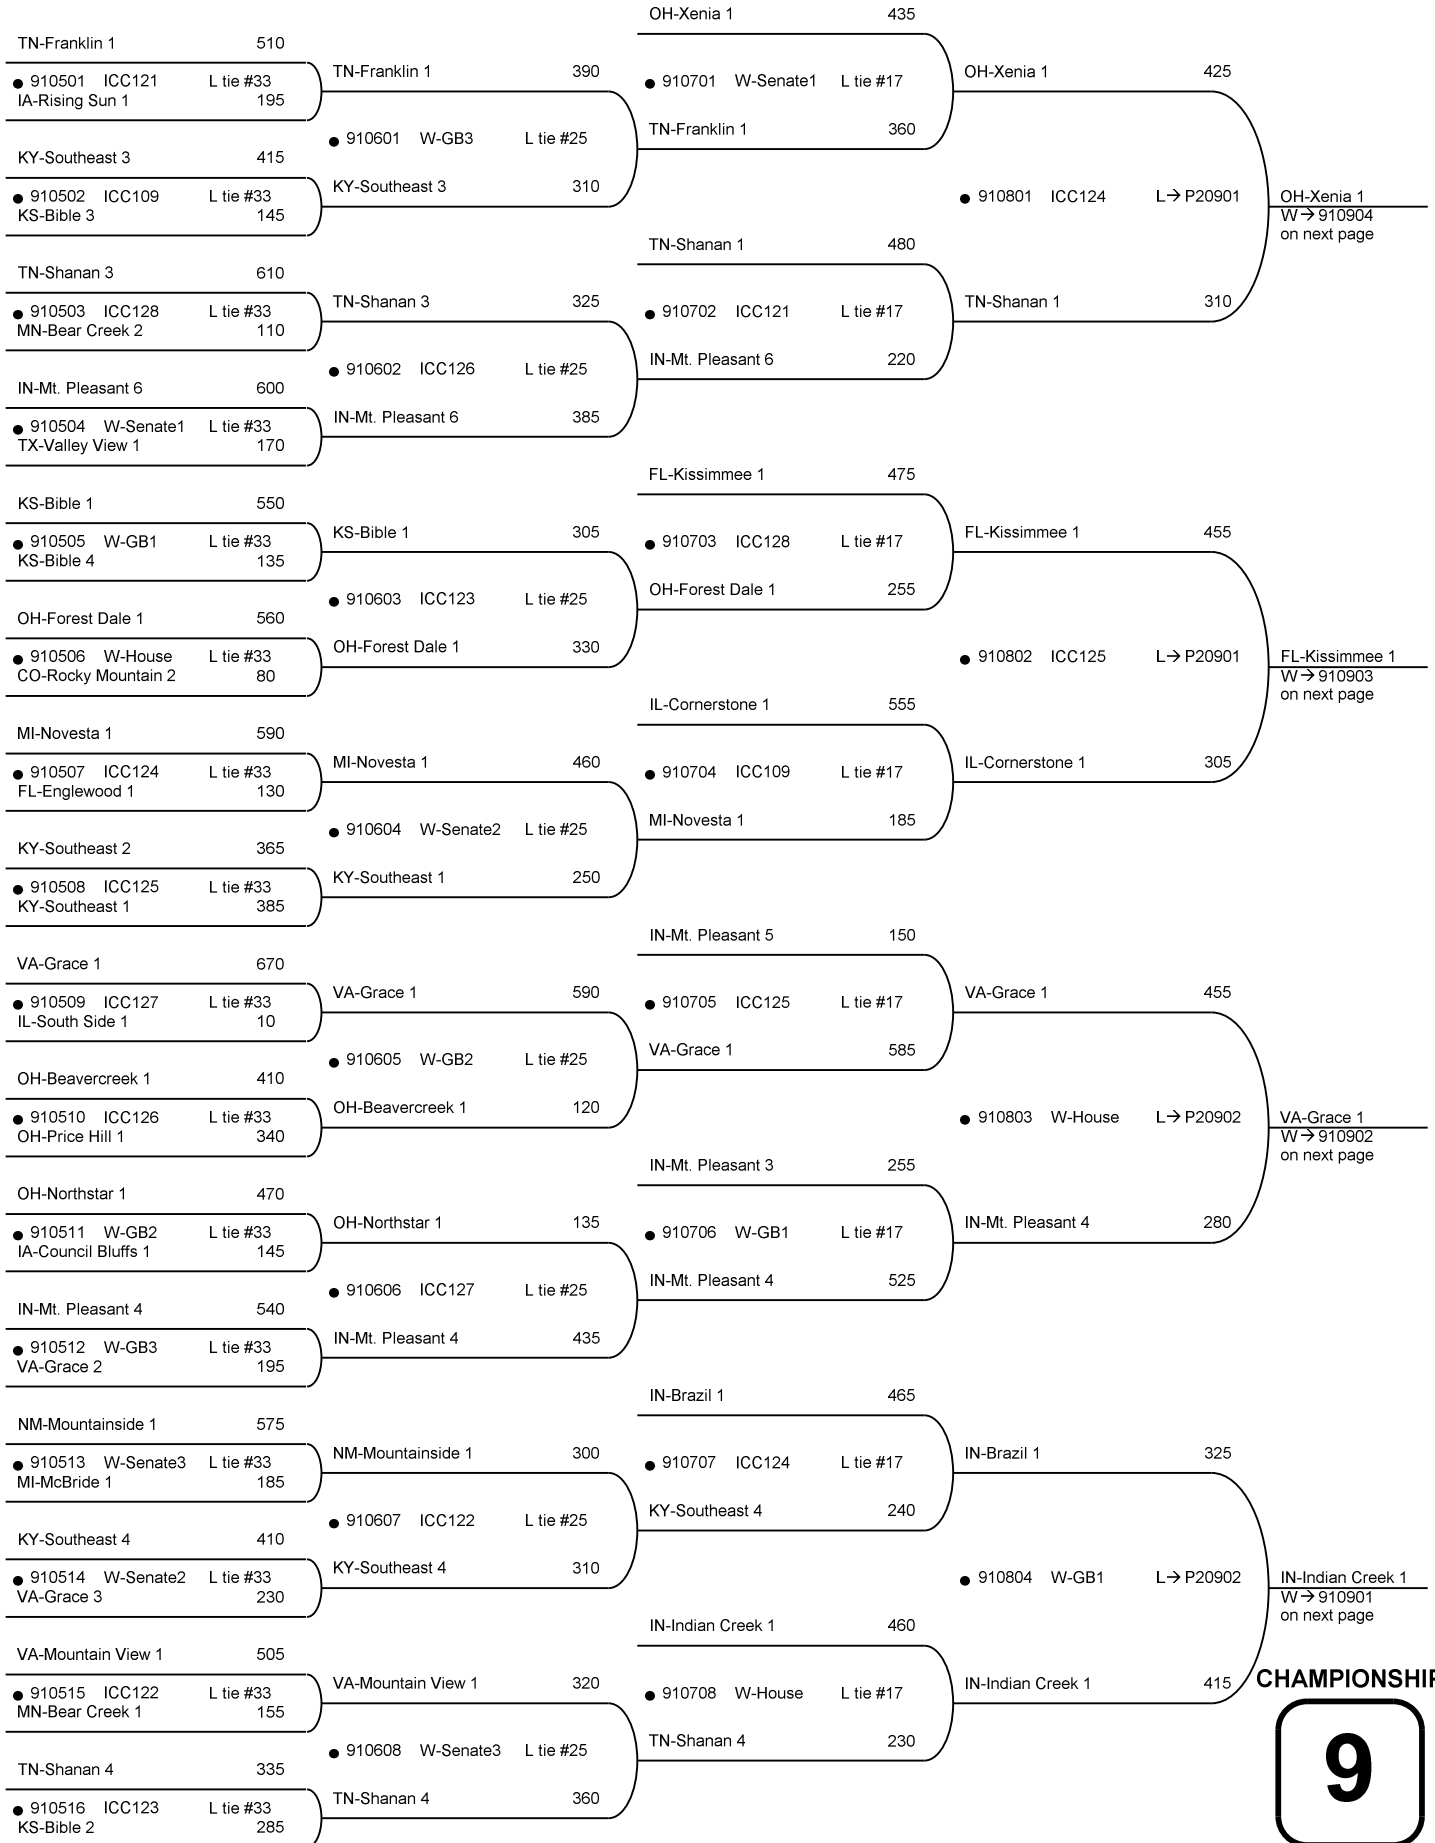 TN-Franklin 1 510
● 910501 ICC121 L tie #33
IA-Rising Sun 1 195
KY-Southeast 3 415
● 910502 ICC109 L tie #33
KS-Bible 3 145
TN-Shanan 3 610
● 910503 ICC128 L tie #33
MN-Bear Creek 2 110
IN-Mt. Pleasant 6 600
● 910504 W-Senate1 L tie #33
TX-Valley View 1 170
KS-Bible 1 550
● 910505 W-GB1 L tie #33
KS-Bible 4 135
OH-Forest Dale 1 560
● 910506 W-House L tie #33
CO-Rocky Mountain 2 80
MI-Novesta 1 590
● 910507 ICC124 L tie #33
FL-Englewood 1 130
KY-Southeast 2 365
● 910508 ICC125 L tie #33
KY-Southeast 1 385
VA-Grace 1 670
● 910509 ICC127 L tie #33
IL-South Side 1 10
OH-Beavercreek 1 410
● 910510 ICC126 L tie #33
OH-Price Hill 1 340
OH-Northstar 1 470
● 910511 W-GB2 L tie #33
IA-Council Bluffs 1 145
IN-Mt. Pleasant 4 540
● 910512 W-GB3 L tie #33
VA-Grace 2 195
NM-Mountainside 1 575
● 910513 W-Senate3 L tie #33
MI-McBride 1 185
KY-Southeast 4 410
● 910514 W-Senate2 L tie #33
VA-Grace 3 230
VA-Mountain View 1 505
● 910515 ICC122 L tie #33
MN-Bear Creek 1 155
TN-Shanan 4 335
● 910516 ICC123 L tie #33
KS-Bible 2 285
TN-Franklin 1 390
● 910601 W-GB3 L tie #25
KY-Southeast 3 310
TN-Shanan 3 325
● 910602 ICC126 L tie #25
IN-Mt. Pleasant 6 385
KS-Bible 1 305
● 910603 ICC123 L tie #25
OH-Forest Dale 1 330
MI-Novesta 1 460
● 910604 W-Senate2 L tie #25
KY-Southeast 1 250
VA-Grace 1 590
● 910605 W-GB2 L tie #25
OH-Beavercreek 1 120
OH-Northstar 1 135
● 910606 ICC127 L tie #25
IN-Mt. Pleasant 4 435
NM-Mountainside 1 300
● 910607 ICC122 L tie #25
KY-Southeast 4 310
VA-Mountain View 1 320
● 910608 W-Senate3 L tie #25
TN-Shanan 4 360
OH-Xenia 1 435
● 910701 W-Senate1 L tie #17
TN-Franklin 1 360
TN-Shanan 1 480
● 910702 ICC121 L tie #17
IN-Mt. Pleasant 6 220
FL-Kissimmee 1 475
● 910703 ICC128 L tie #17
OH-Forest Dale 1 255
IL-Cornerstone 1 555
● 910704 ICC109 L tie #17
MI-Novesta 1 185
IN-Mt. Pleasant 5 150
● 910705 ICC125 L tie #17
VA-Grace 1 585
IN-Mt. Pleasant 3 255
● 910706 W-GB1 L tie #17
IN-Mt. Pleasant 4 525
IN-Brazil 1 465
● 910707 ICC124 L tie #17
KY-Southeast 4 240
IN-Indian Creek 1 460
● 910708 W-House L tie #17
TN-Shanan 4 230
OH-Xenia 1 425
● 910801 ICC124 L→P20901
TN-Shanan 1 310
FL-Kissimmee 1 455
● 910802 ICC125 L→P20901
IL-Cornerstone 1 305
VA-Grace 1 455
● 910803 W-House L→P20902
IN-Mt. Pleasant 4 280
IN-Brazil 1 325
● 910804 W-GB1 L→P20902
IN-Indian Creek 1 415
OH-Xenia 1
W→910904
on next page
FL-Kissimmee 1
W→910903
on next page
VA-Grace 1
W→910902
on next page
IN-Indian Creek 1
W→910901
on next page
CHAMPIONSHIP
9